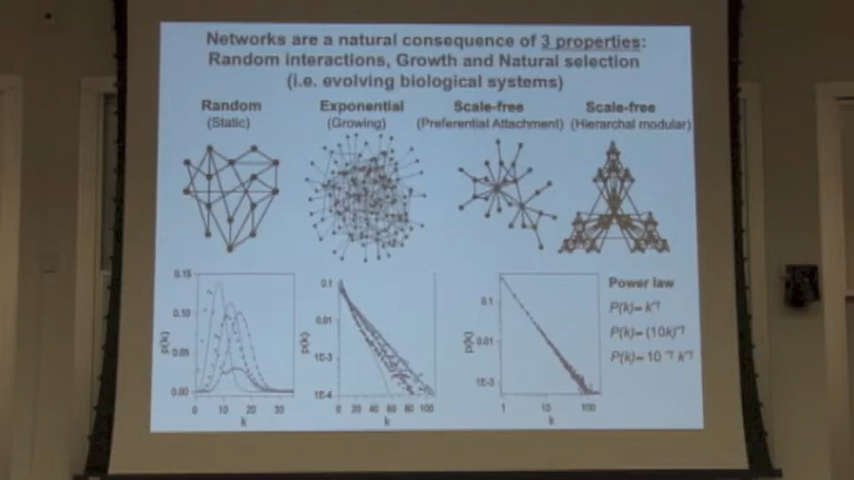 Networks are a natural consequence of 3 properties:
Random interactions, Growth and Natural selection
(i.e. evolving biological systems)
Random
(Static)
Exponential
(Growing)
Scale-free
(Preferential Attachment)
Scale-free
(Hierarchal modular)
0.15
0.10
0.05
0.00
p(k)
0 10 20 30
k
0.1
0.01
1E-3
1E-4
p(k)
0 20 40 60 80 100
k
0.1
0.01
1E-3
p(k)
1 10 100
k
Power law
P(k)~
P(k)~ (10k)
P(k)~ 10